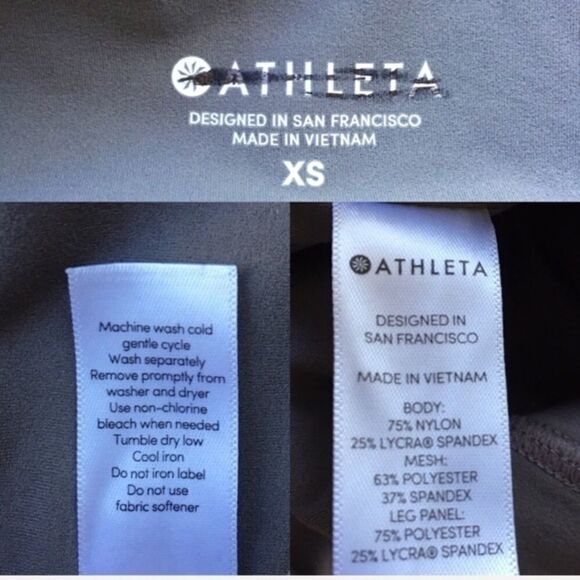 ATHLETA
DESIGNED IN SAN FRANCISCO
MADE IN VIETNAM
XS
Machine wash cold
gentle cycle
Wash separately
Remove promptly from
washer and dryer
Use non-chlorine
bleach when needed
Tumble dry low
Cool iron
Do not iron label
Do not use
fabric softener
ATHLETA
DESIGNED IN
SAN FRANCISCO
MADE IN VIETNAM
BODY:
75% NYLON
25% LYCRA® SPANDEX
MESH:
63% POLYESTER
37% SPANDEX
LEG PANEL:
75% POLYESTER
25% LYCRA® SPANDEX